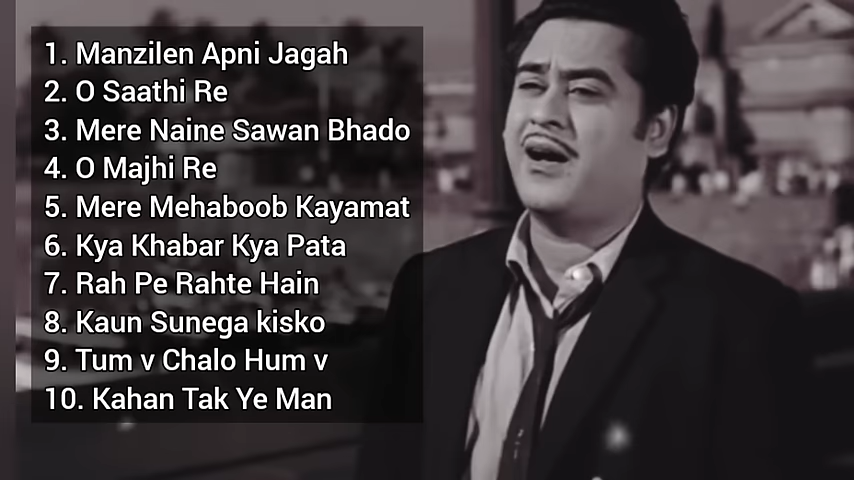 1. Manzilen Apni Jagah
2. O Saathi Re
3. Mere Naine Sawan Bhado
4. O Majhi Re
5. Mere Mehaboob Kayamat
6. Kya Khabar Kya Pata
7. Rah Pe Rahte Hain
8. Kaun Sunega kisko
9. Tum v Chalo Hum v
10. Kahan Tak Ye Man